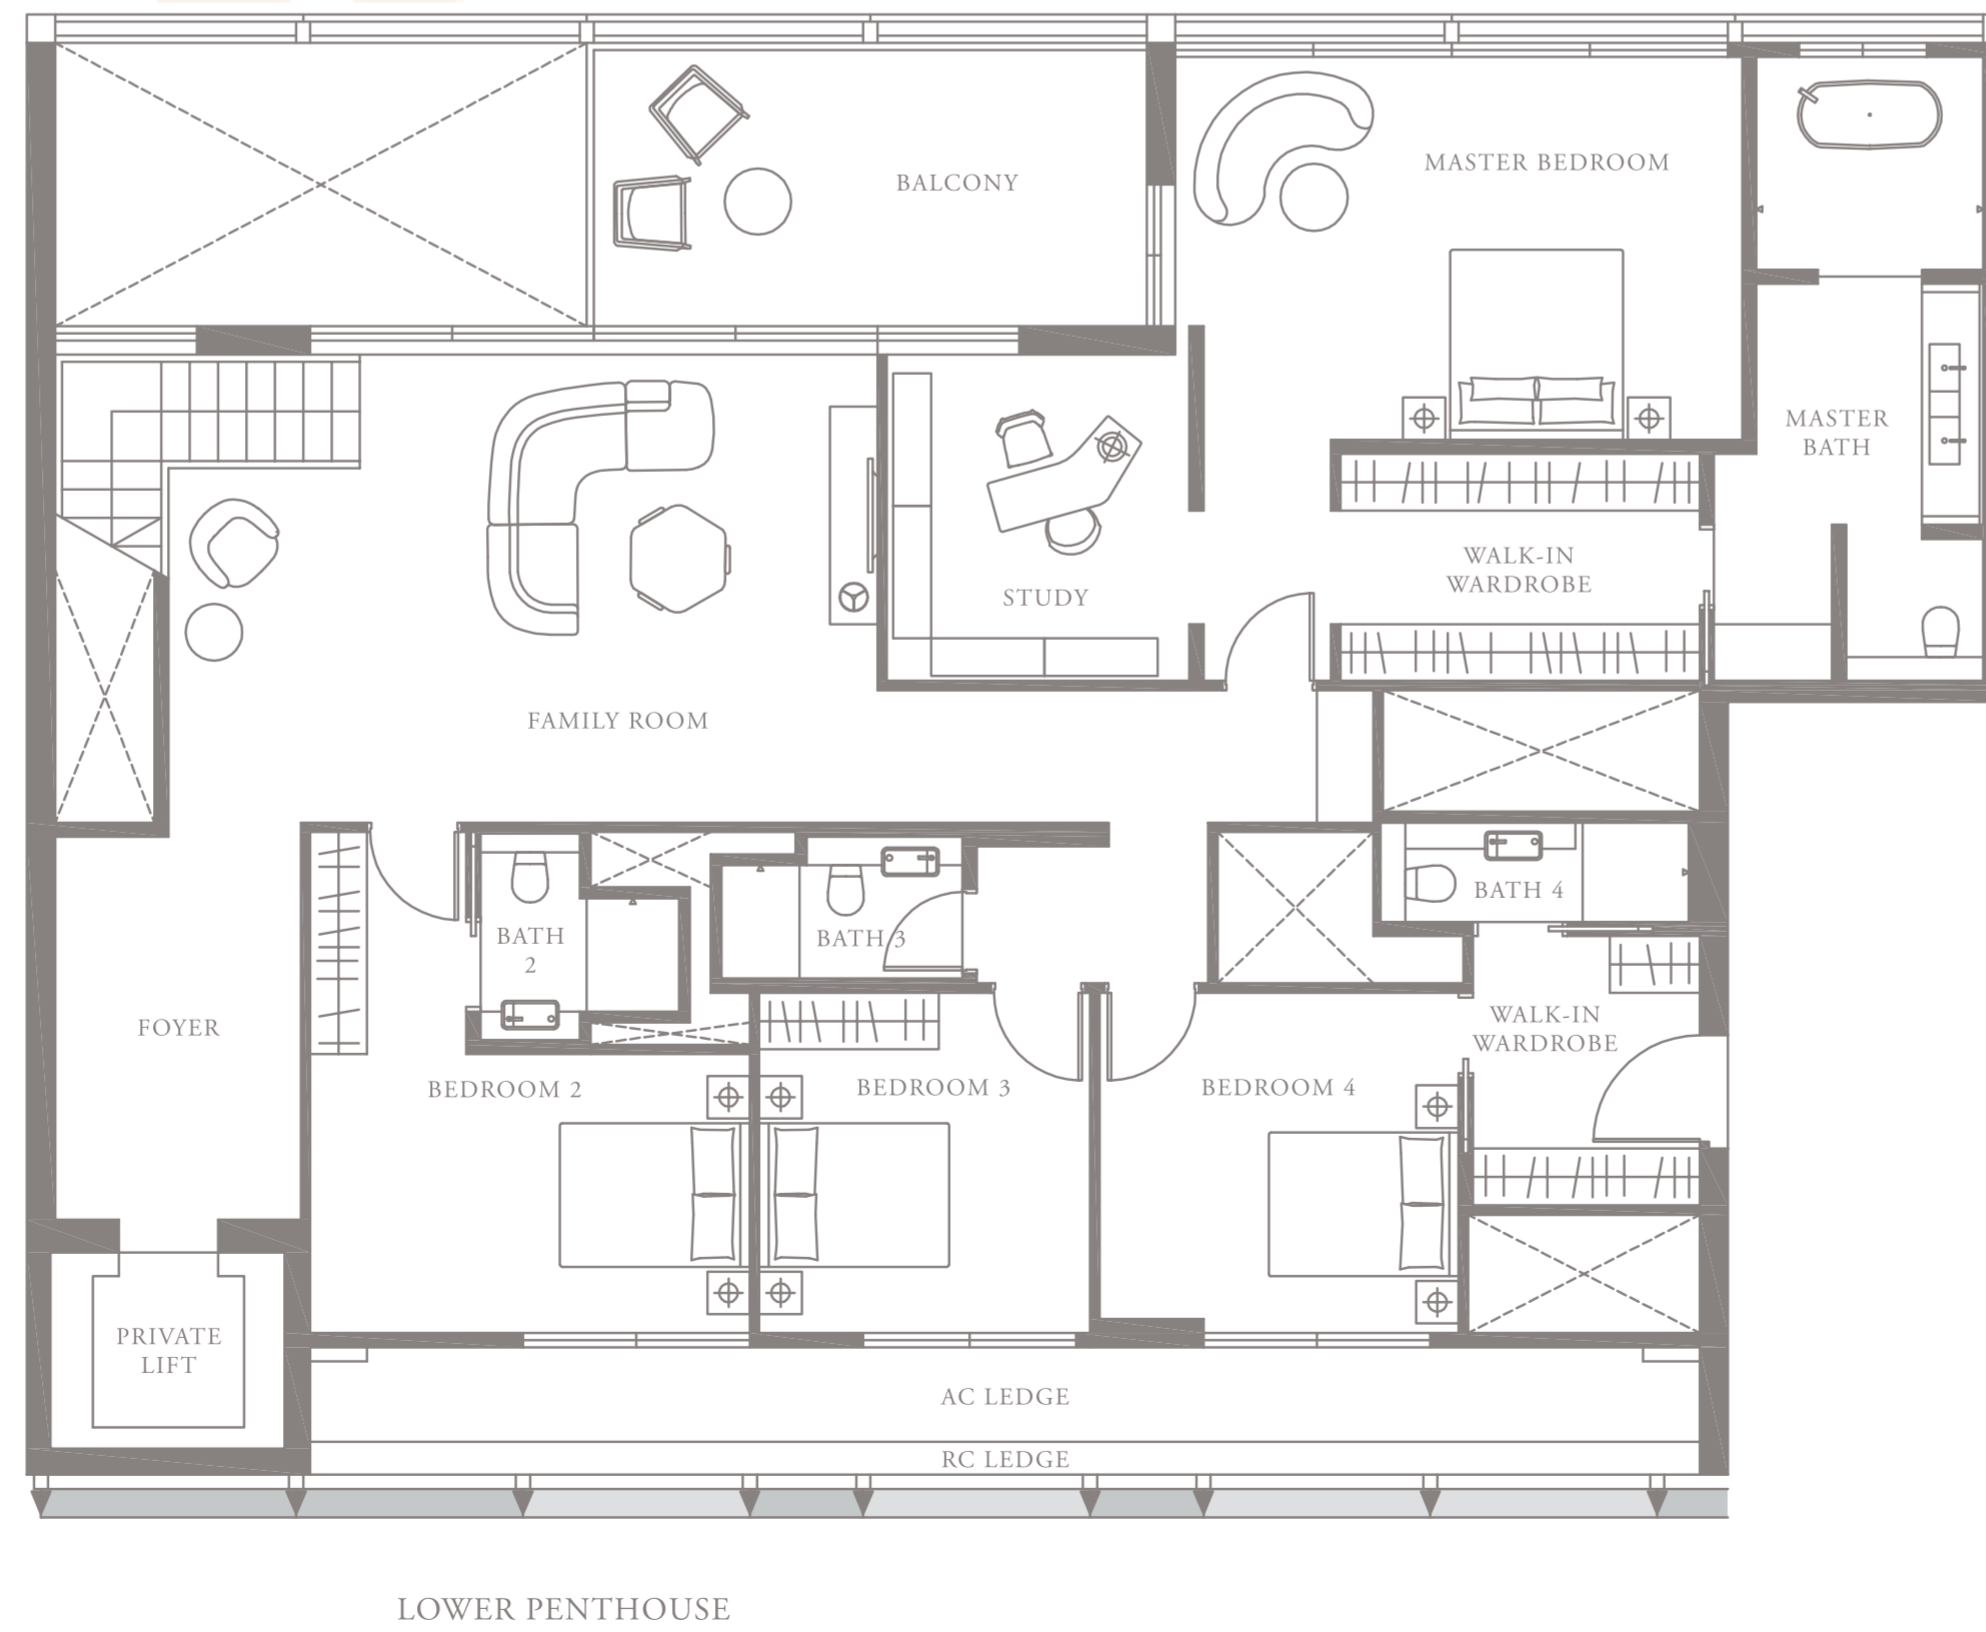 BALCONY
MASTER BEDROOM
MASTER
BATH
WALK-IN
WARDROBE
STUDY
FAMILY ROOM
BATH 4
BATH
2
BATH 3
FOYER
WALK-IN
WARDROBE
BEDROOM 2
BEDROOM 3
BEDROOM 4
PRIVATE
LIFT
AC LEDGE
RC LEDGE
LOWER PENTHOUSE